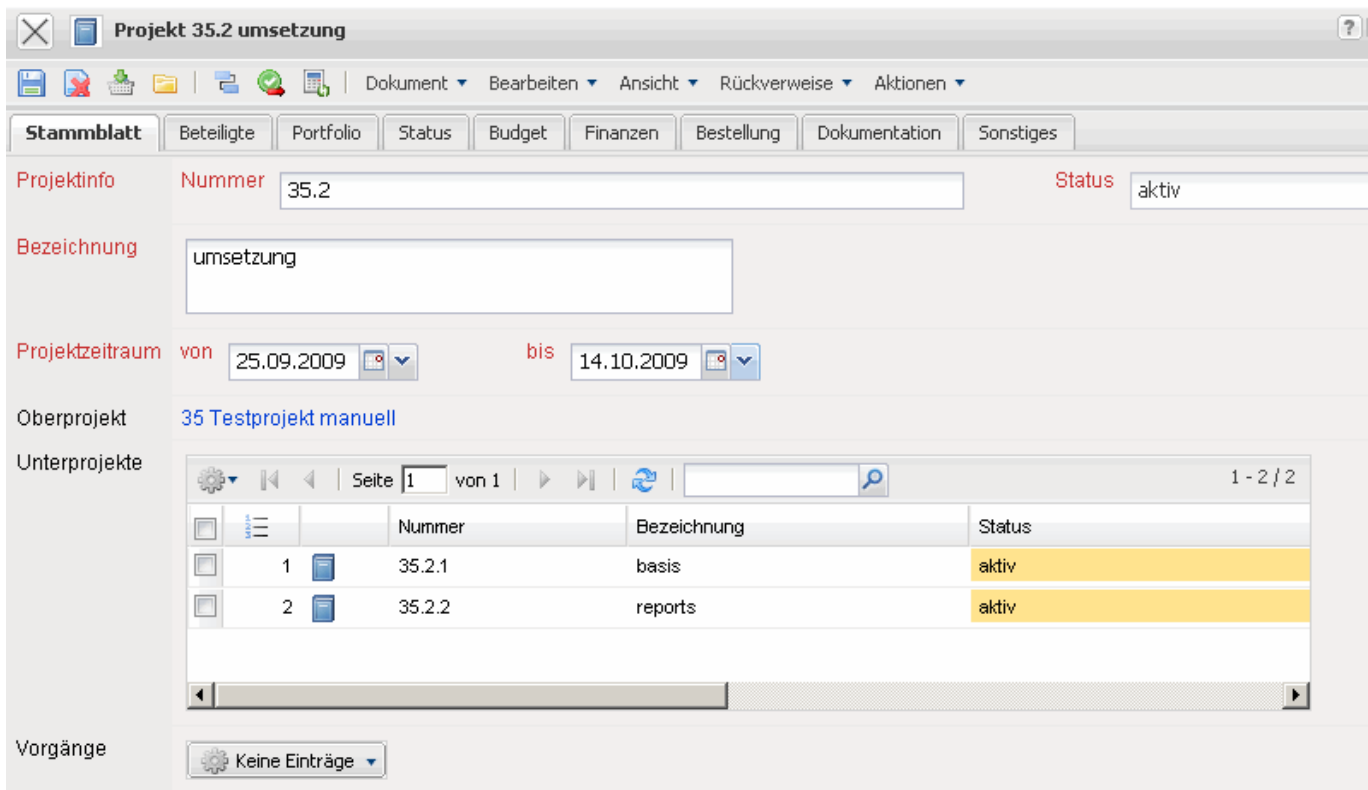 Projekt 35.2 umsetzung
?
Dokument Bearbeiten Ansicht Rückverweise Aktionen
Stammblatt Beteiligte Portfolio Status Budget Finanzen Bestellung Dokumentation Sonstiges
Projektinfo Nummer 35.2 Status aktiv
Bezeichnung umsetzung
Projektzeitraum von 25.09.2009 bis 14.10.2009
Oberprojekt 35 Testprojekt manuell
Unterprojekte Seite 1 von 1 1 - 2 / 2
Nummer Bezeichnung Status
1 35.2.1 basis aktiv
2 35.2.2 reports aktiv
Vorgänge Keine Einträge